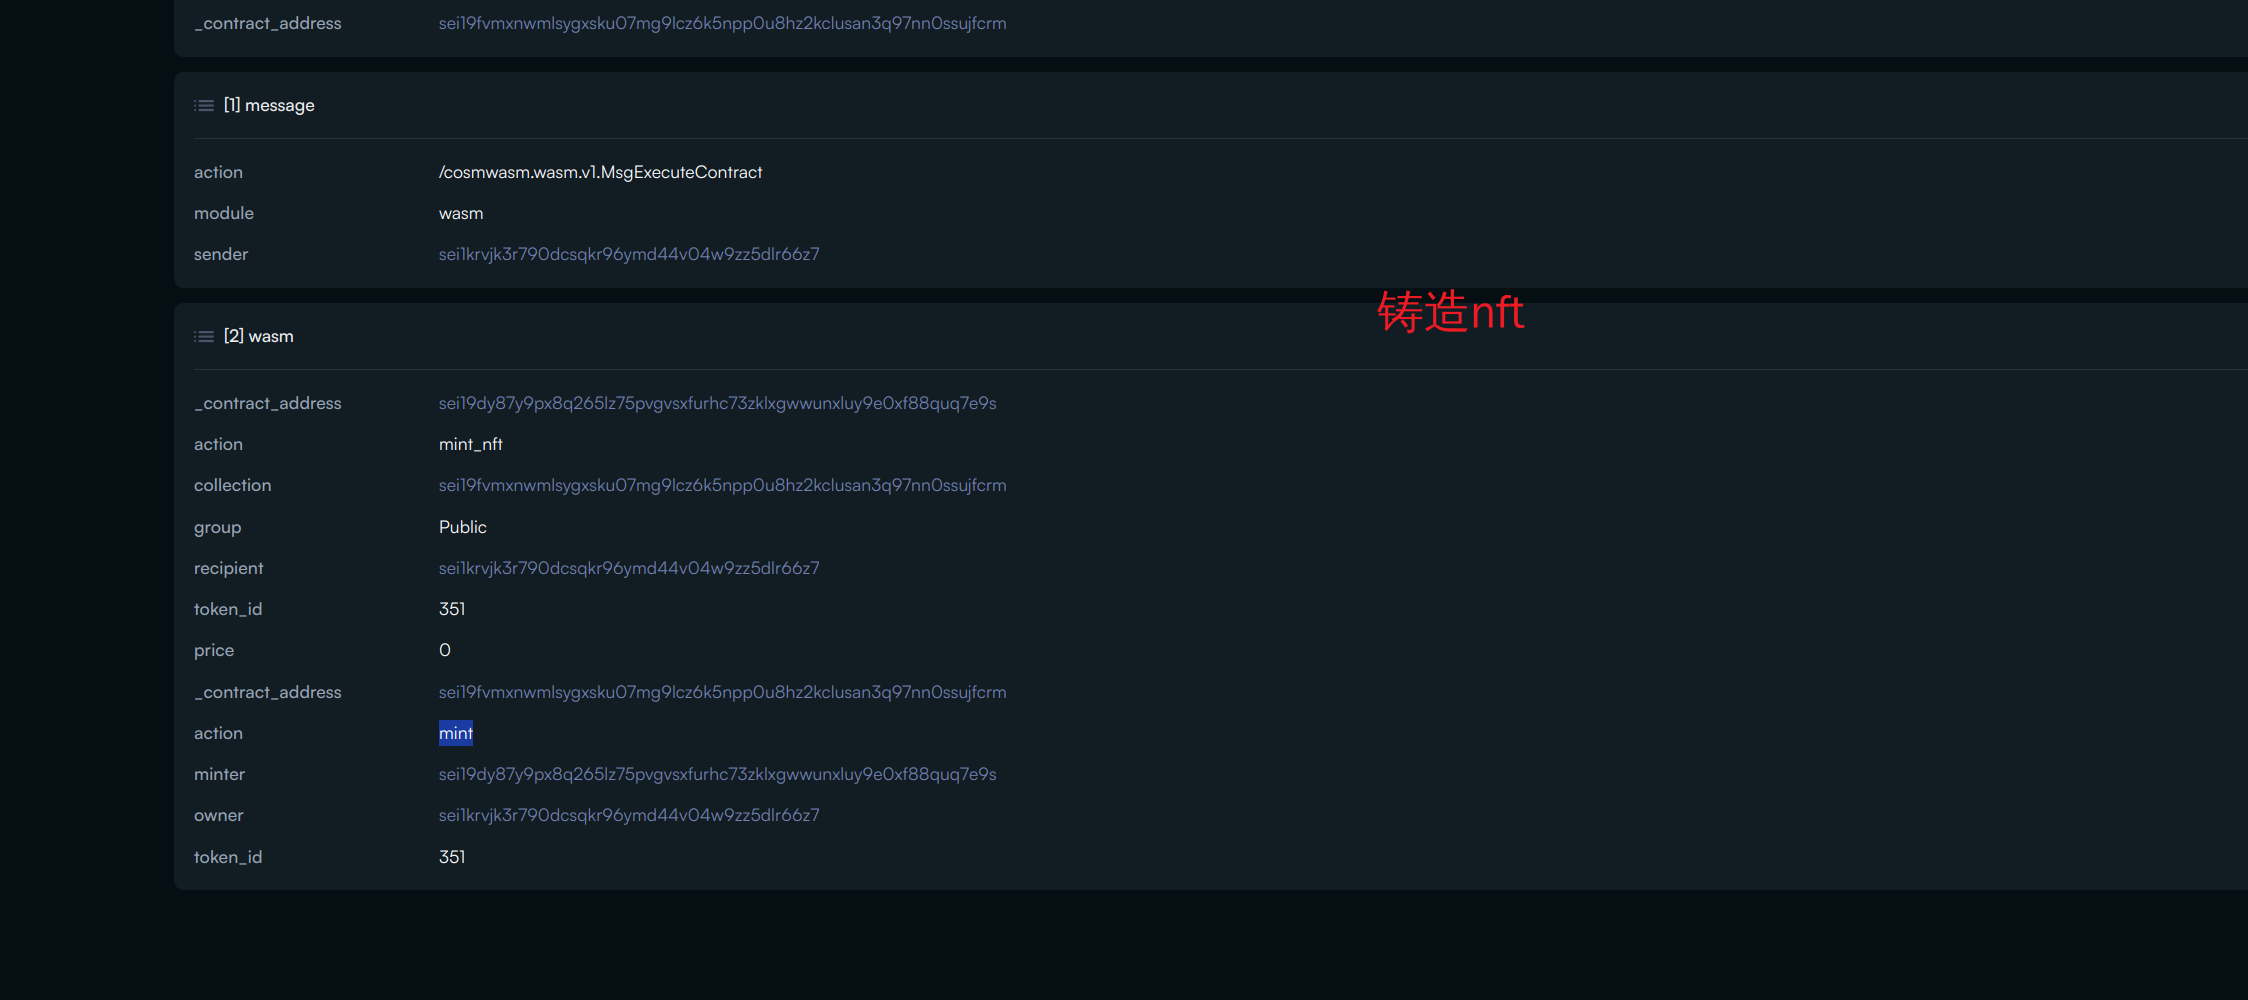 _contract_address sei19fvmxnwmlsygxsku07mg9lcz6k5npp0u8hz2kclusan3q97nn0ssujfcrm
[1] message
action /cosmwasm.wasm.v1.MsgExecuteContract
module wasm
sender sei1krvjk3r790dcsqkr96ymd44v04w9zz5dlr66z7
铸造nft
[2] wasm
_contract_address sei19dy87y9px8q265lz75pvgvsxfurhc73zklxgwwunxluy9e0xf88quq7e9s
action mint_nft
collection sei19fvmxnwmlsygxsku07mg9lcz6k5npp0u8hz2kclusan3q97nn0ssujfcrm
group Public
recipient sei1krvjk3r790dcsqkr96ymd44v04w9zz5dlr66z7
token_id 351
price 0
_contract_address sei19fvmxnwmlsygxsku07mg9lcz6k5npp0u8hz2kclusan3q97nn0ssujfcrm
action mint
minter sei19dy87y9px8q265lz75pvgvsxfurhc73zklxgwwunxluy9e0xf88quq7e9s
owner sei1krvjk3r790dcsqkr96ymd44v04w9zz5dlr66z7
token_id 351